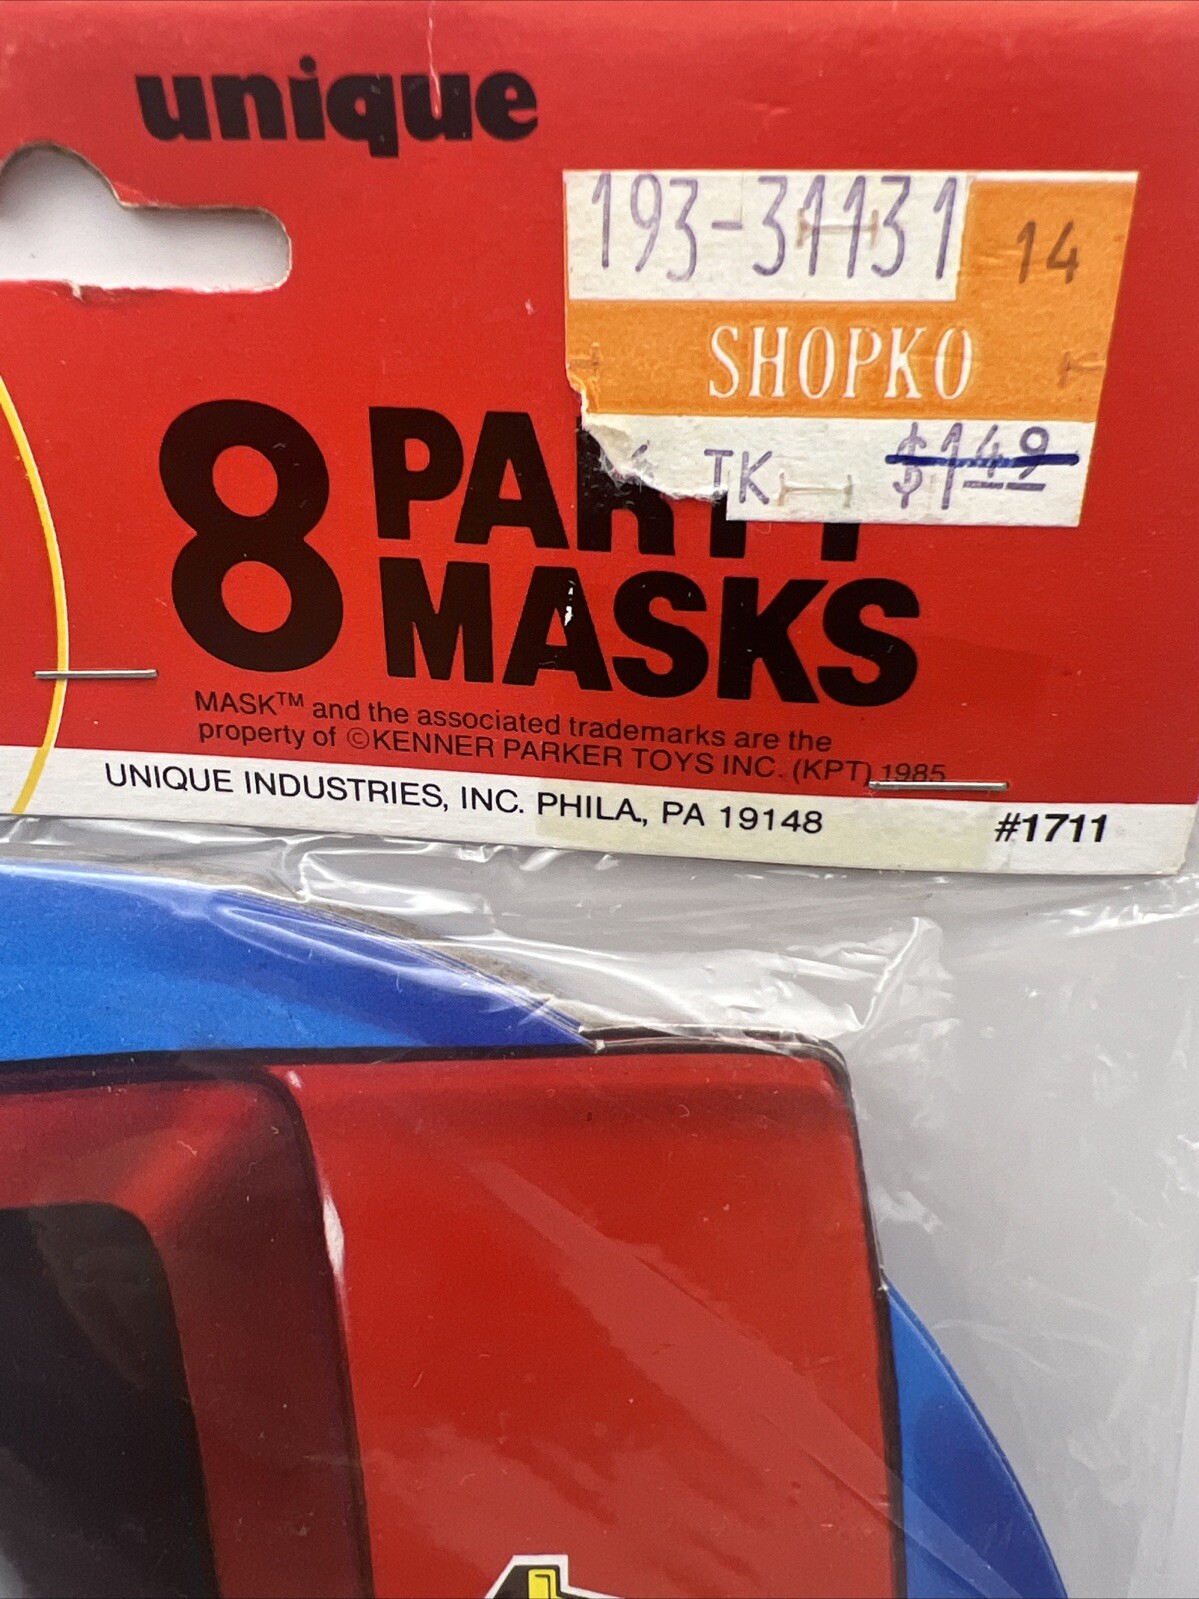 unique
193-31131 14
SHOPKO
TK $1.49
8 PARTY
MASKS
MASK™ and the associated trademarks are the
property of ©KENNER PARKER TOYS INC. (KPT) 1985
UNIQUE INDUSTRIES, INC. PHILA., PA 19148 #1711